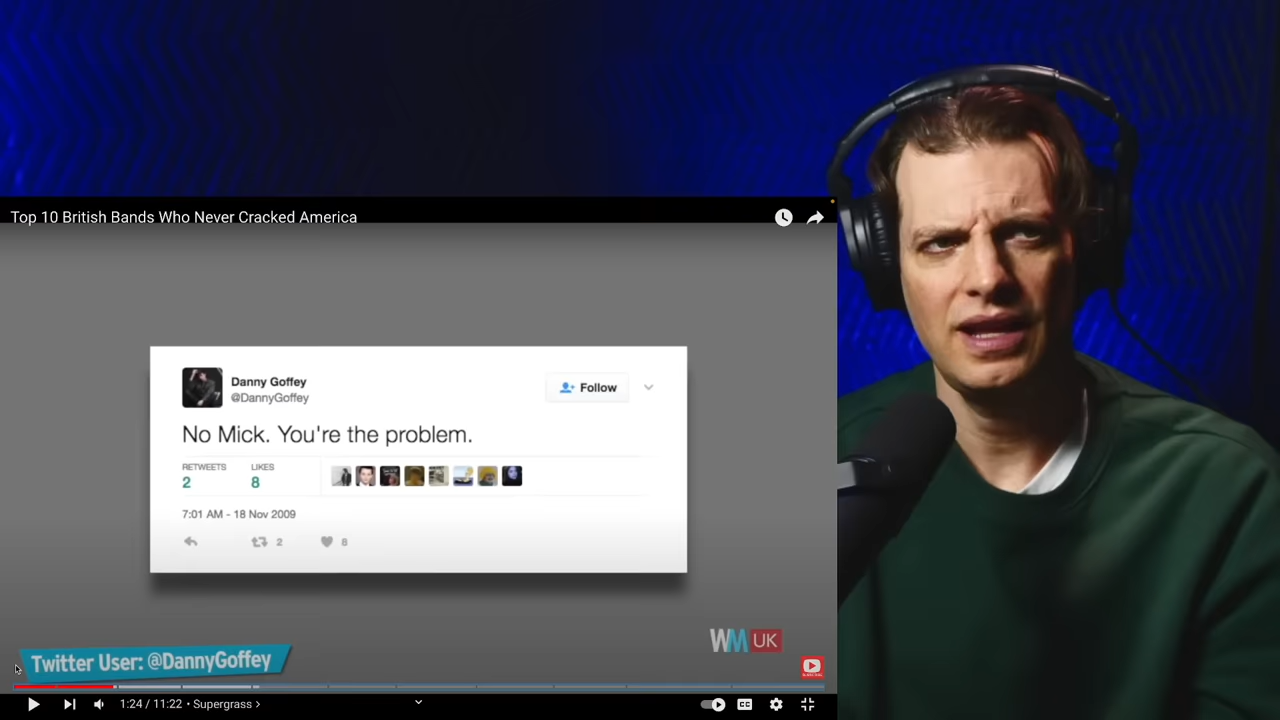 Top 10 British Bands Who Never Cracked America
Danny Goffey
@DannyGoffey
Follow
No Mick. You're the problem.
RETWEETS LIKES
2 8
7:01 AM - 18 Nov 2009
2 8
WM UK
Twitter User: @DannyGoffey
1:24 / 11:22 • Supergrass >
CC